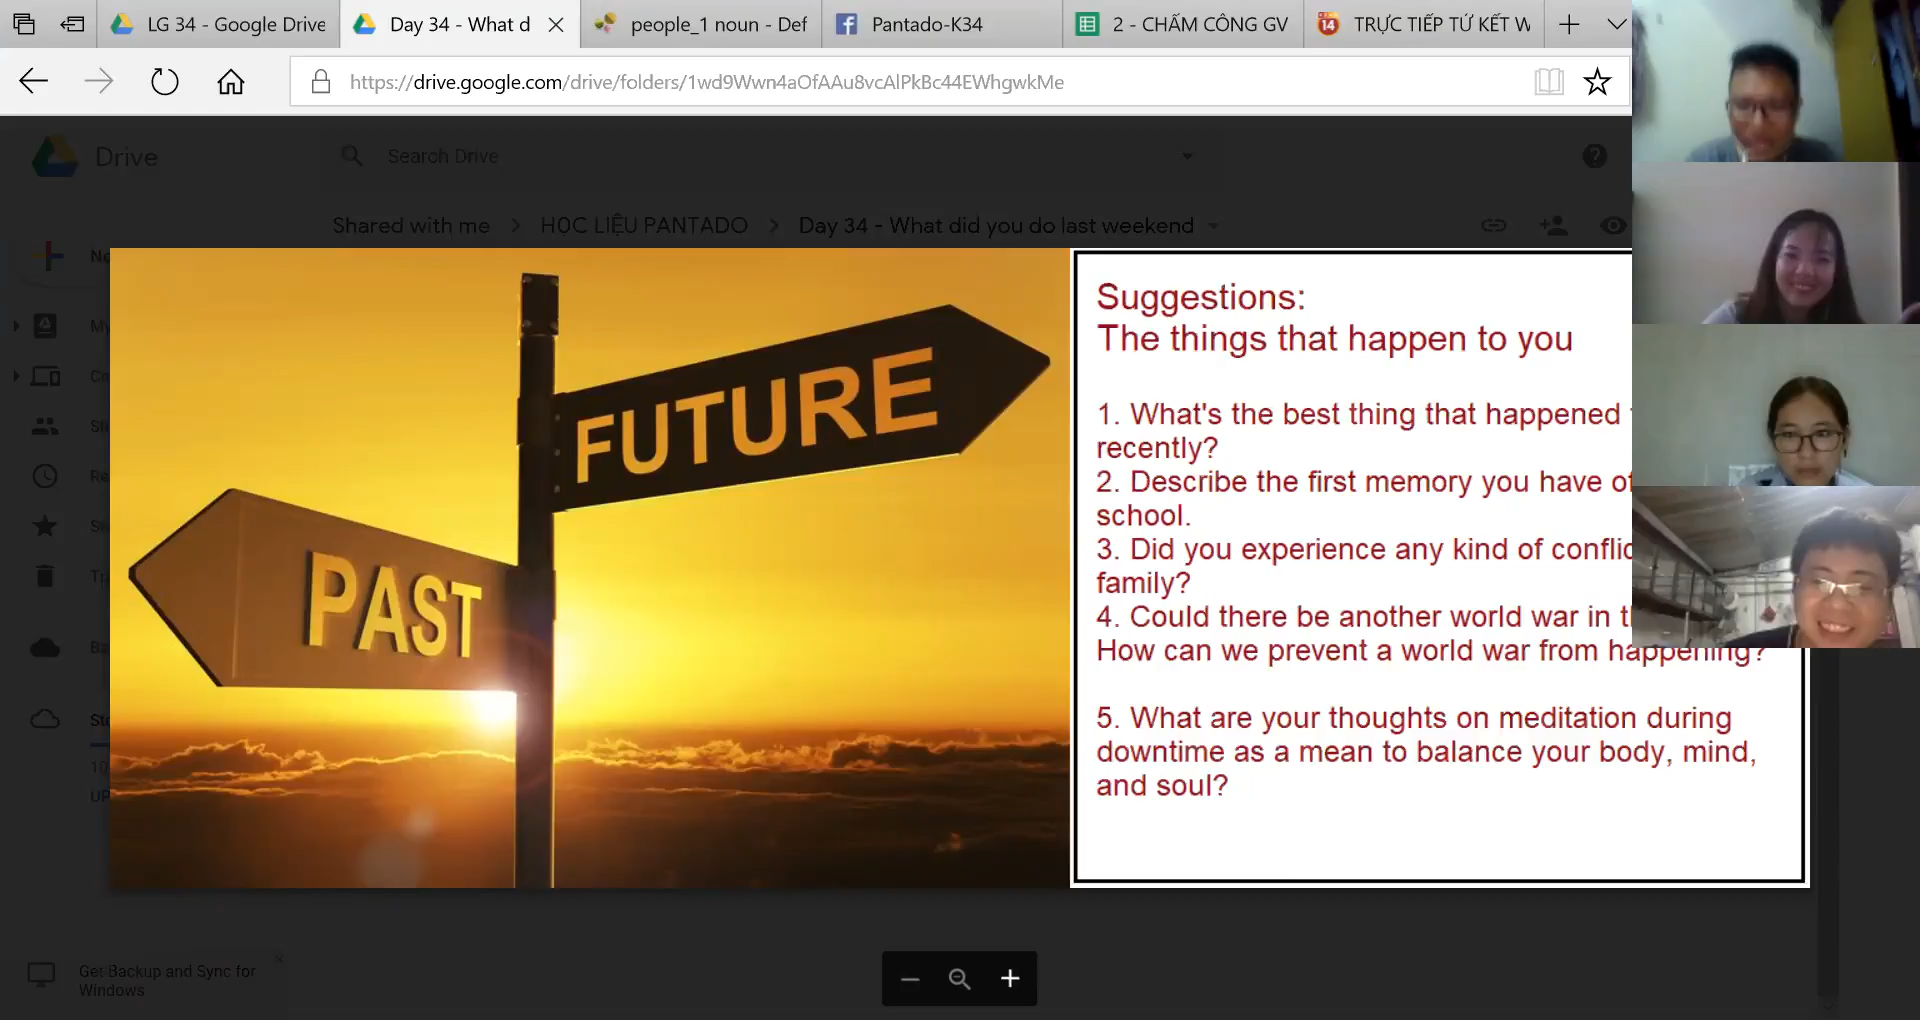 LG 34 - Google Drive
Day 34 - What d
people_1 noun - Def
Pantado-K34
2 - CHẤM CÔNG GV
TRỰC TIẾP TỨ KẾT W
https://drive.google.com/drive/folders/1wd9Wwn4aOfAAu8vcAlPkBc44EWhgwkMe
Drive
Search Drive
Shared with me > HỌC LIỆU PANTADO > Day 34 - What did you do last weekend
FUTURE
PAST
Suggestions:
The things that happen to you
1. What's the best thing that happened
recently?
2. Describe the first memory you have of
school.
3. Did you experience any kind of conflic
family?
4. Could there be another world war in t
How can we prevent a world war from happening?
5. What are your thoughts on meditation during
downtime as a mean to balance your body, mind,
and soul?
Get Backup and Sync for
Windows